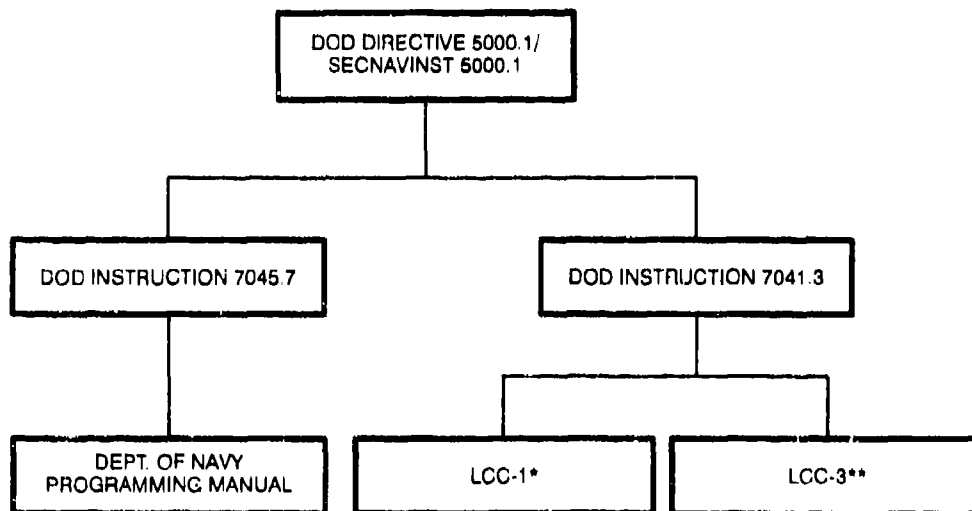 DOD DIRECTIVE 5000.1/
SECNAVINST 5000.1
DOD INSTRUCTION 7045.7
DOD INSTRUCTION 7041.3
DEPT. OF NAVY
PROGRAMMING MANUAL
LCC-1*
LCC-3**